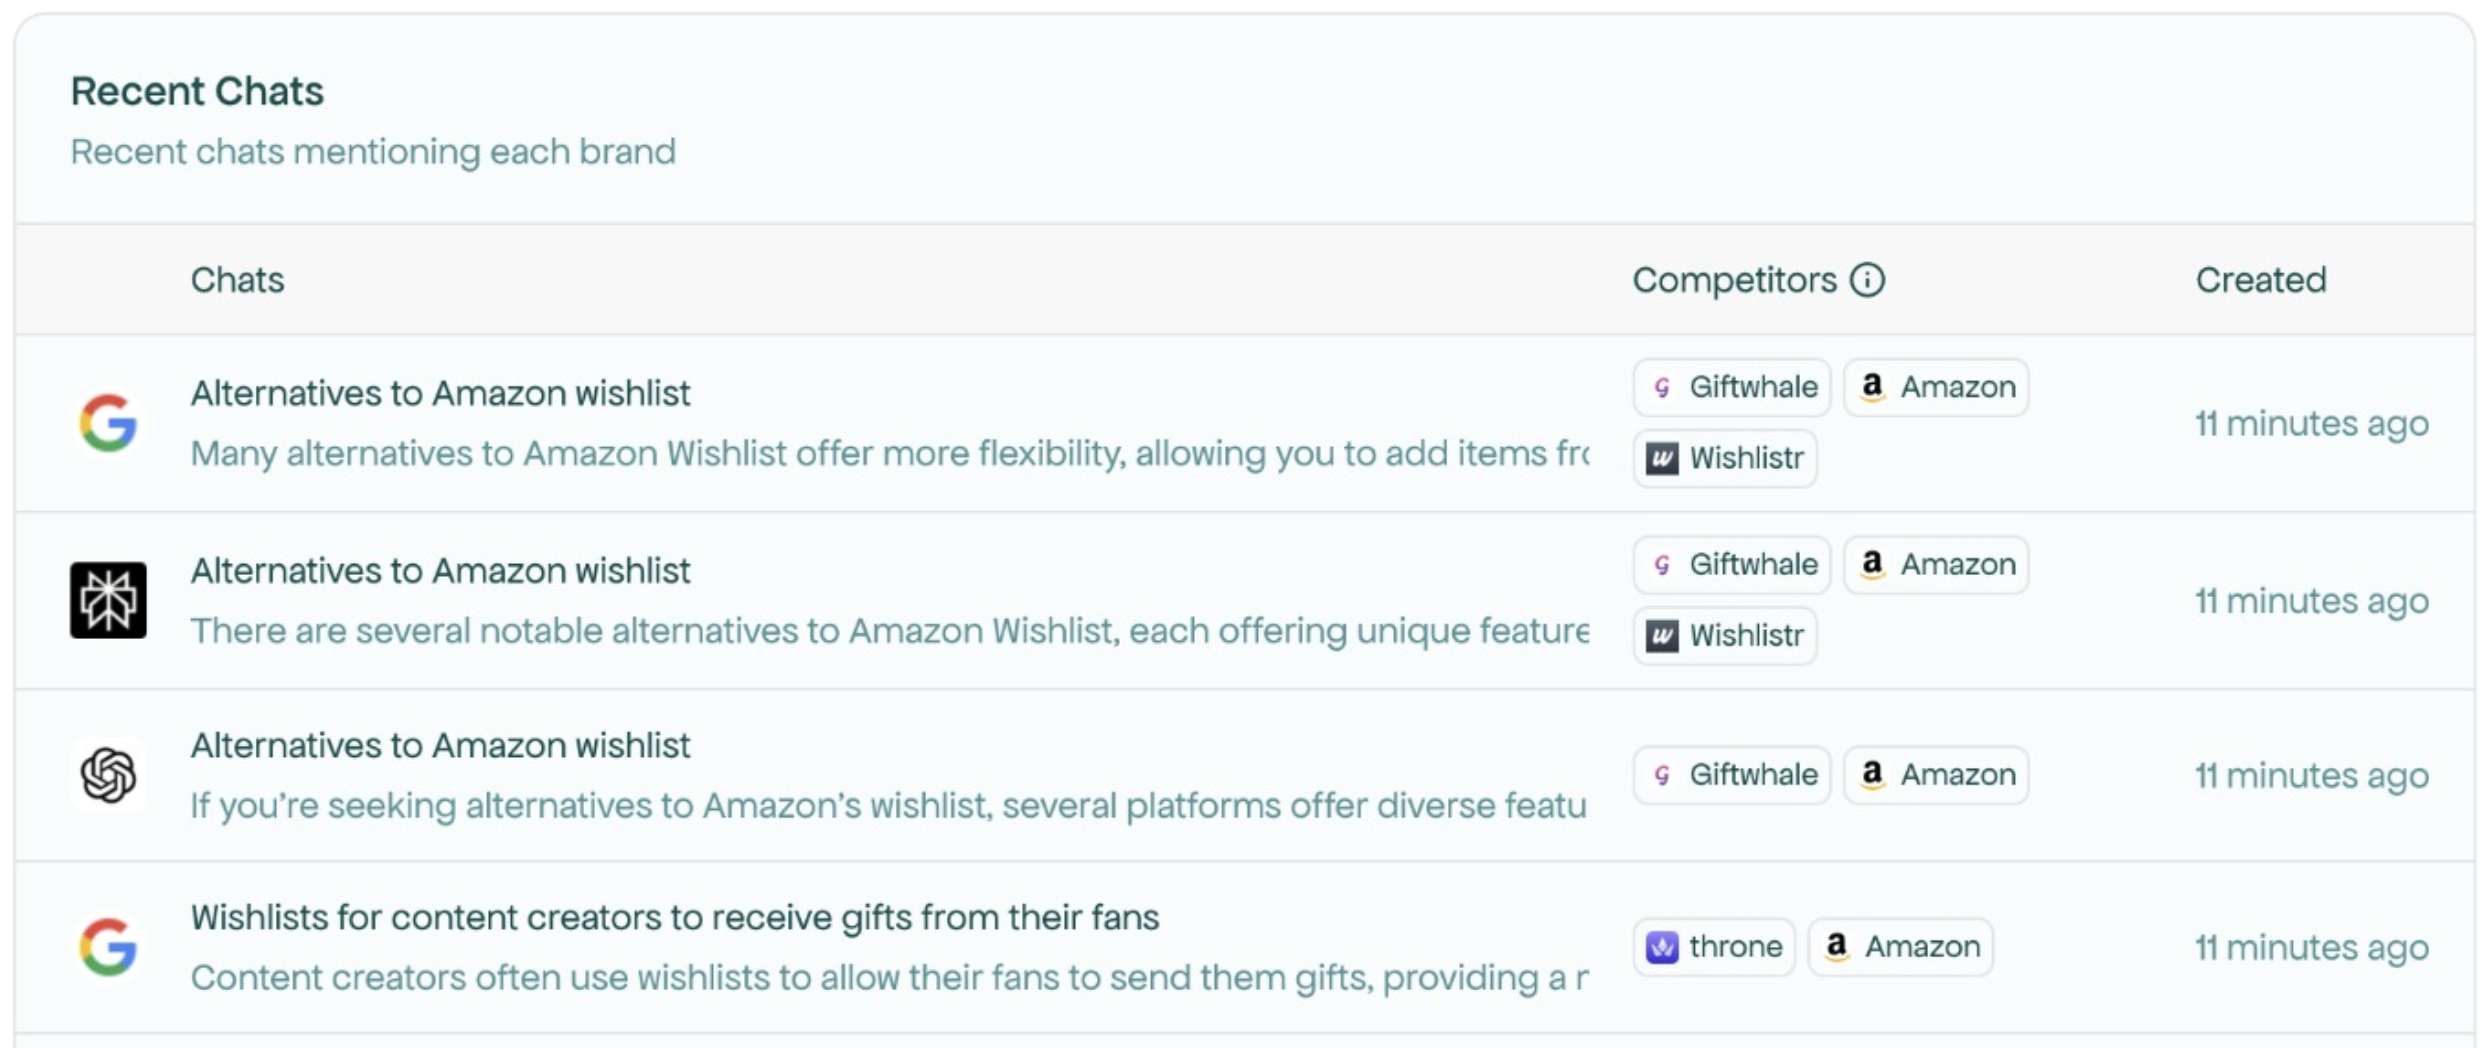 Recent Chats
Recent chats mentioning each brand
Chats Competitors Created
Alternatives to Amazon wishlist
Many alternatives to Amazon Wishlist offer more flexibility, allowing you to add items
Giftwhale Amazon
Wishlistr
11 minutes ago
Alternatives to Amazon wishlist
There are several notable alternatives to Amazon Wishlist, each offering unique feature
Giftwhale Amazon
Wishlistr
11 minutes ago
Alternatives to Amazon wishlist
If you’re seeking alternatives to Amazon’s wishlist, several platforms offer diverse featu
Giftwhale Amazon
11 minutes ago
Wishlists for content creators to receive gifts from their fans
Content creators often use wishlists to allow their fans to send them gifts, providing a
throne Amazon
11 minutes ago